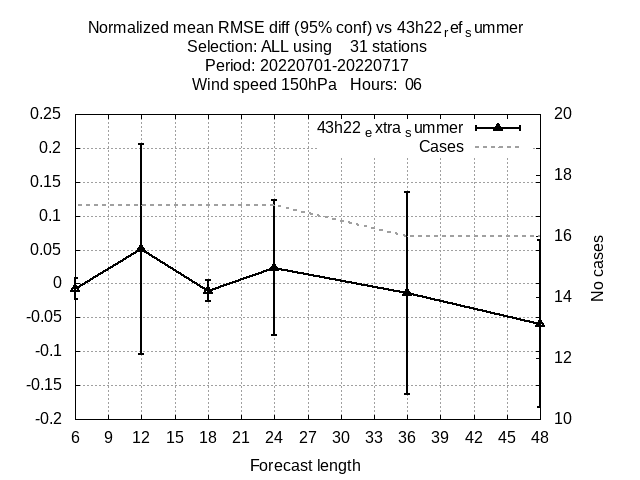 Normalized mean RMSE diff (95% conf) vs 43h22refsummer
Selection: ALL using 31 stations
Period: 20220701-20220717
Wind speed 150hPa Hours: 06
43h22extrasummer
Cases
0.25
0.2
0.15
0.1
0.05
0
-0.05
-0.1
-0.15
-0.2
20
18
16
14
12
10
No cases
6 9 12 15 18 21 24 27 30 33 36 39 42 45 48
Forecast length